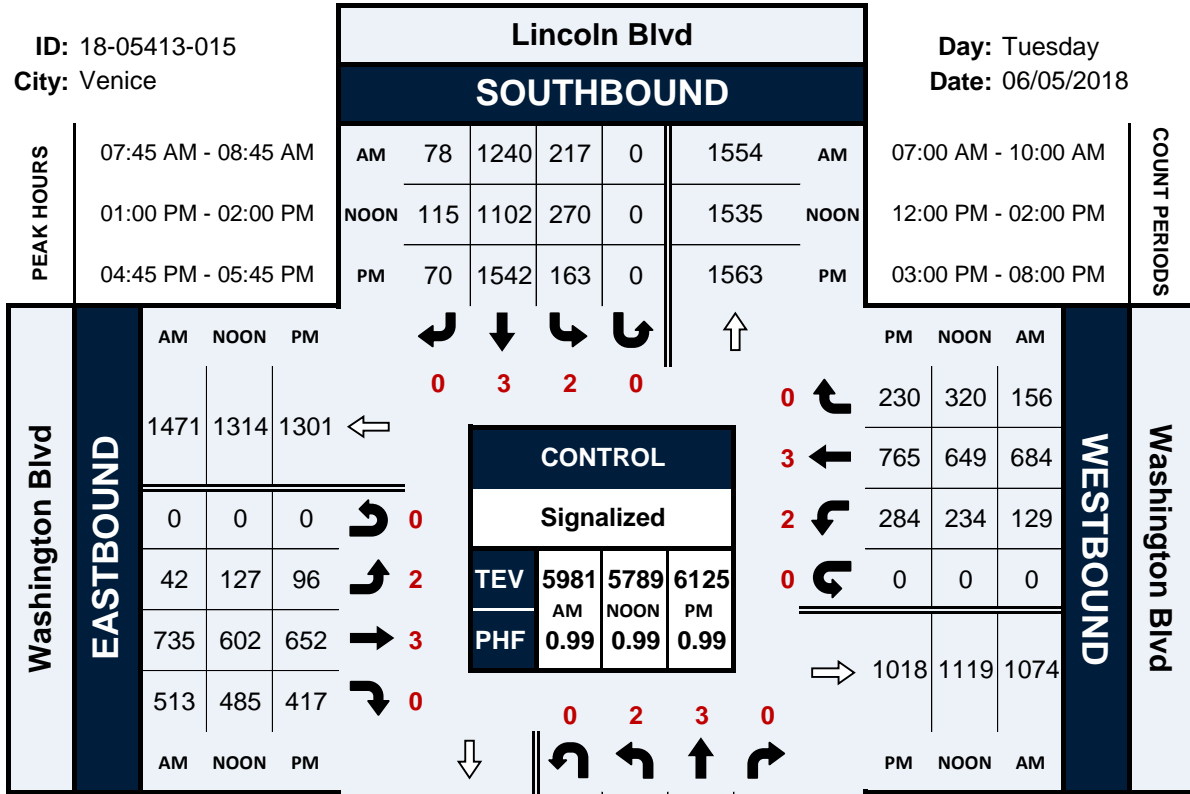 Lincoln Blvd
ID: 18-05413-015
Day: Tuesday
City: Venice
Date: 06/05/2018
SOUTHBOUND
PEAK HOURS
07:45 AM - 08:45 AM
AM 78 1240 217 0 1554 AM
07:00 AM - 10:00 AM
COUNT PERIODS
01:00 PM - 02:00 PM
NOON 115 1102 270 0 1535 NOON
12:00 PM - 02:00 PM
04:45 PM - 05:45 PM
PM 70 1542 163 0 1563 PM
03:00 PM - 08:00 PM
Washington Blvd
EASTBOUND
AM NOON PM
1471 1314 1301
0 0 0 0
42 127 96 2
735 602 652 3
513 485 417 0
AM NOON PM
0 3 2 0
CONTROL
Signalized
TEV 5981 5789 6125
AM NOON PM
PHF 0.99 0.99 0.99
0 2 3 0
PM NOON AM
0 230 320 156
3 765 649 684
2 284 234 129
0 0 0 0
1018 1119 1074
PM NOON AM
WESTBOUND
Washington Blvd